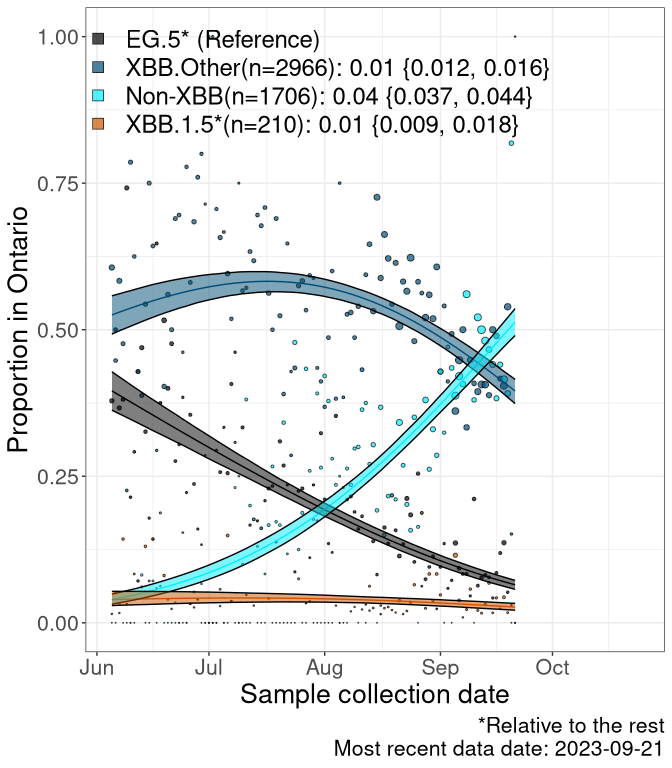 EG.5* (Reference)
XBB.Other(n=2966): 0.01 {0.012, 0.016}
Non-XBB(n=1706): 0.04 {0.037, 0.044}
XBB.1.5*(n=210): 0.01 {0.009, 0.018}
1.00
0.75
0.50
0.25
0.00
Proportion in Ontario
Jun Jul Aug Sep Oct
Sample collection date
*Relative to the rest
Most recent data date: 2023-09-21